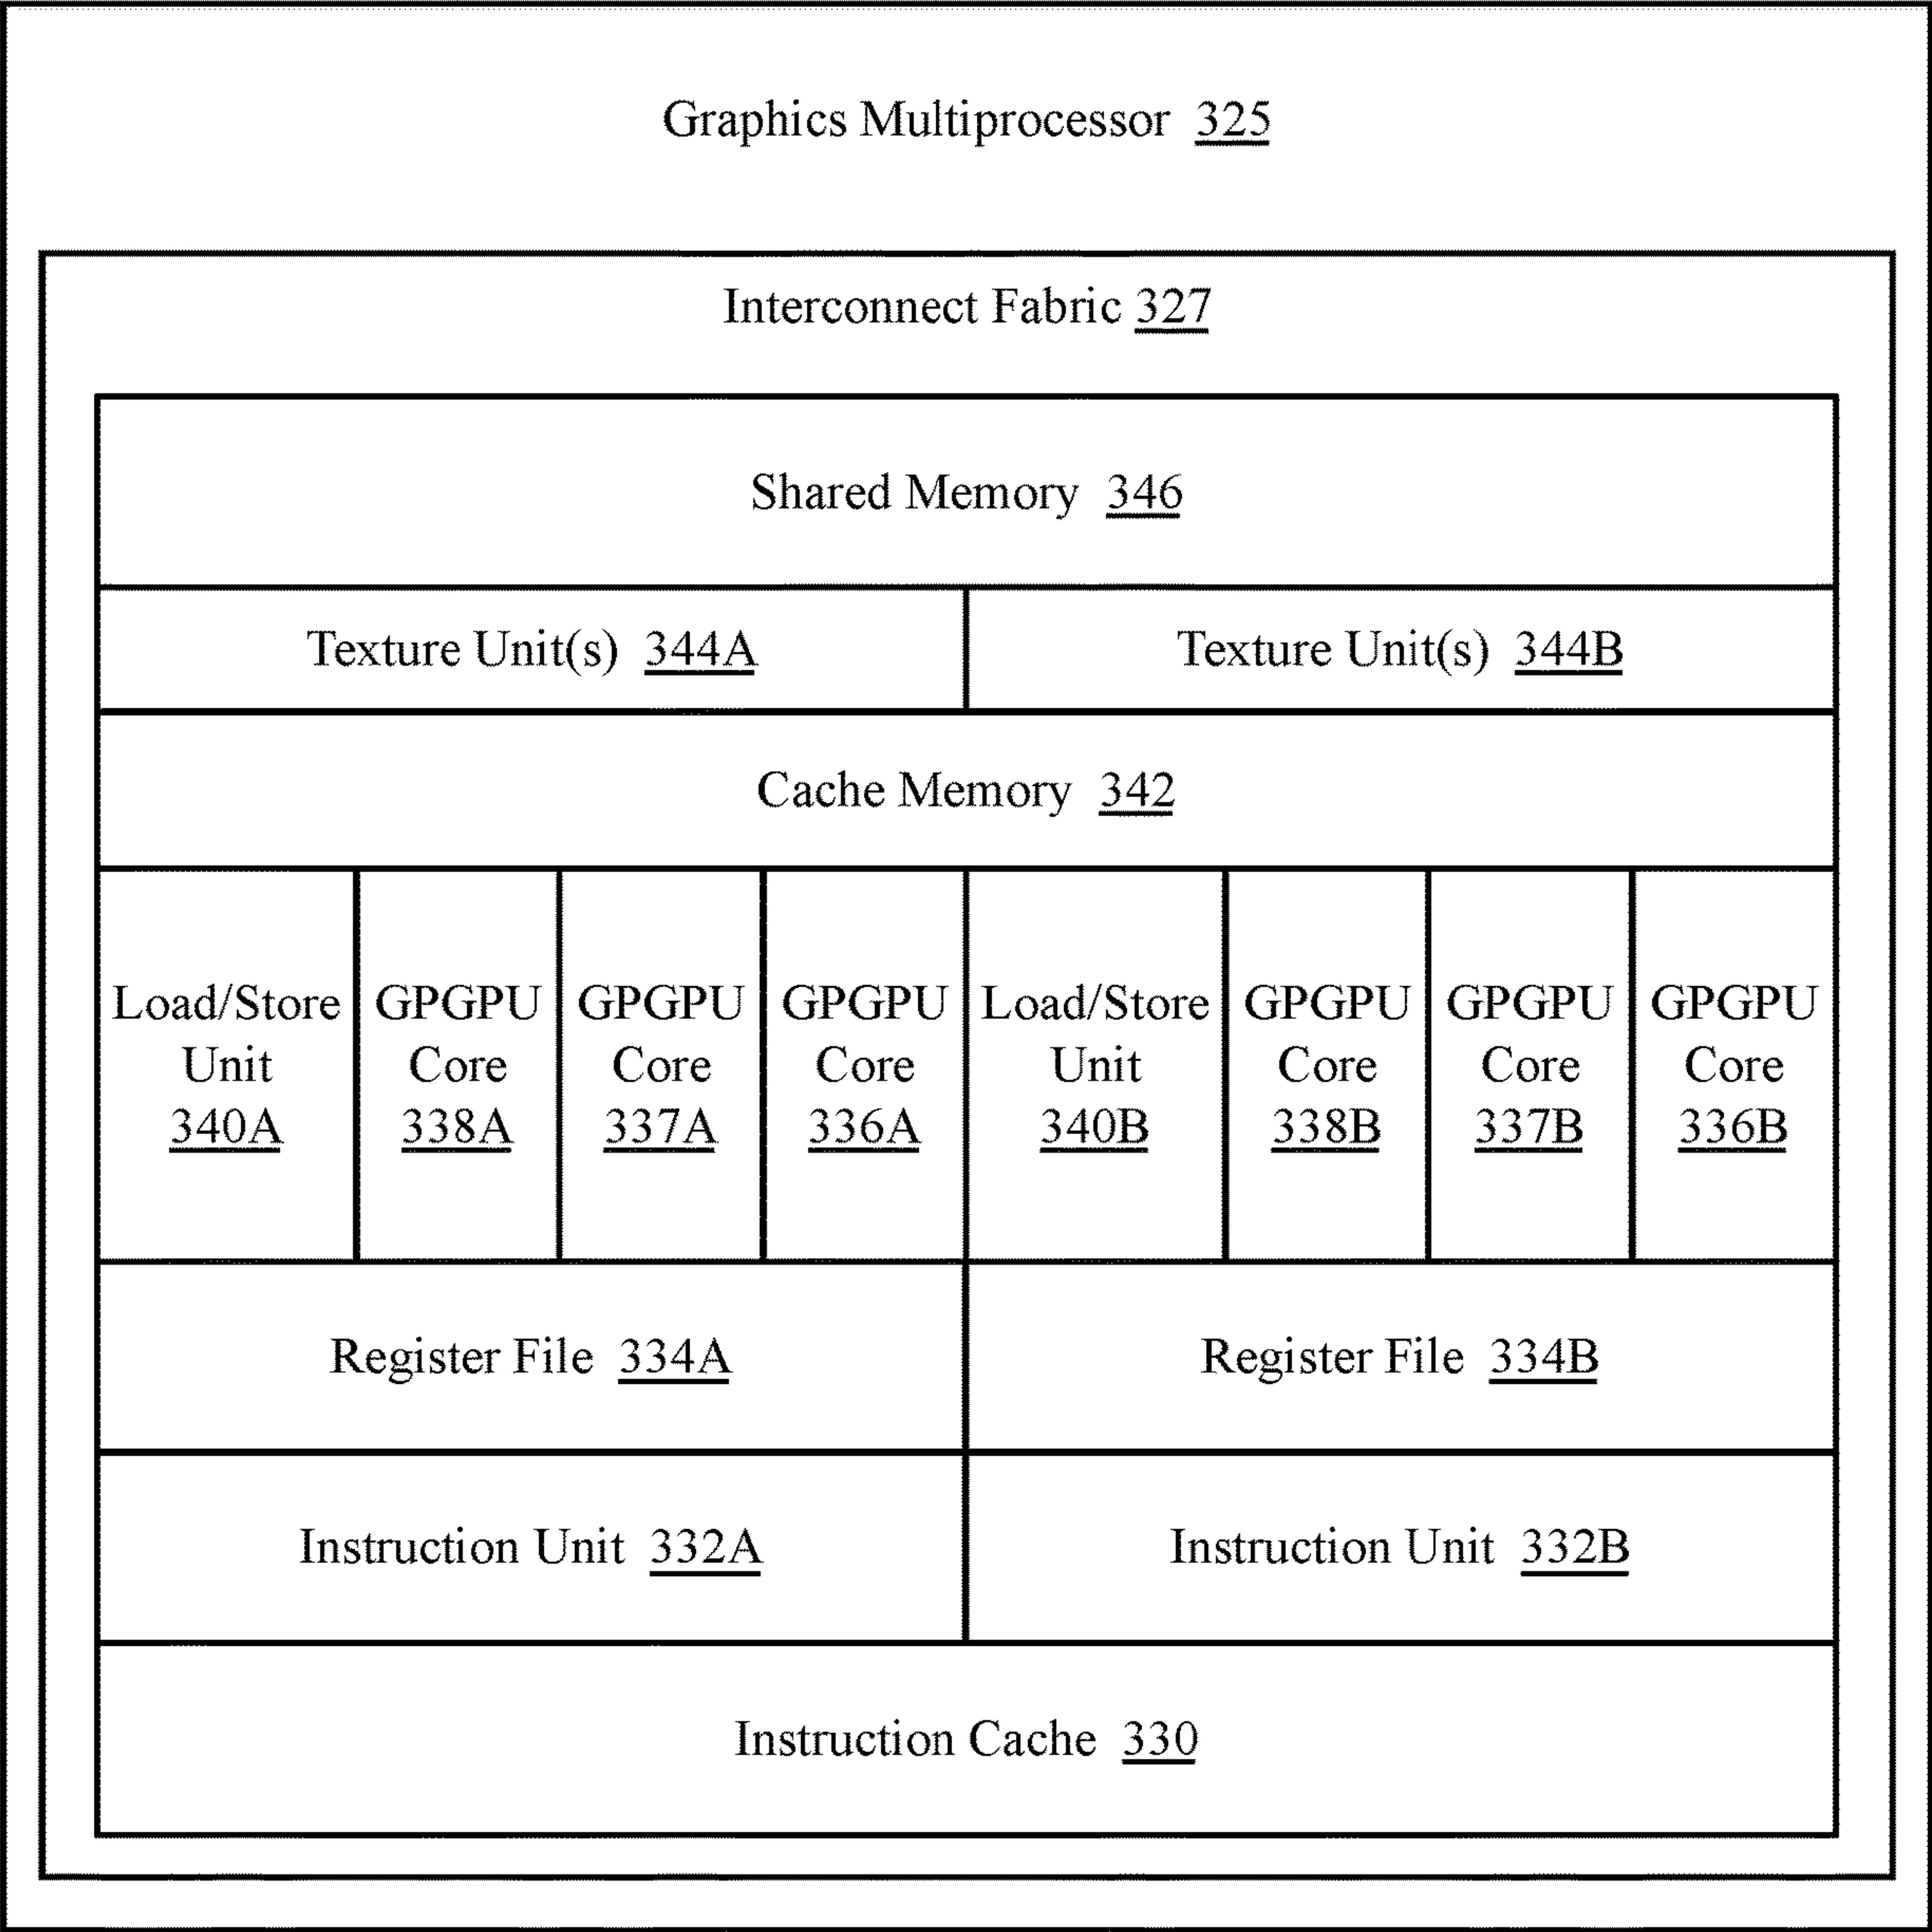 Graphics Multiprocessor 325
Interconnect Fabric 327
Shared Memory 346
Texture Unit(s) 344A
Texture Unit(s) 344B
Cache Memory 342
Load/Store
Unit
340A
GPGPU
Core
338A
GPGPU
Core
337A
GPGPU
Core
336A
Load/Store
Unit
340B
GPGPU
Core
338B
GPGPU
Core
337B
GPGPU
Core
336B
Register File 334A
Register File 334B
Instruction Unit 332A
Instruction Unit 332B
Instruction Cache 330